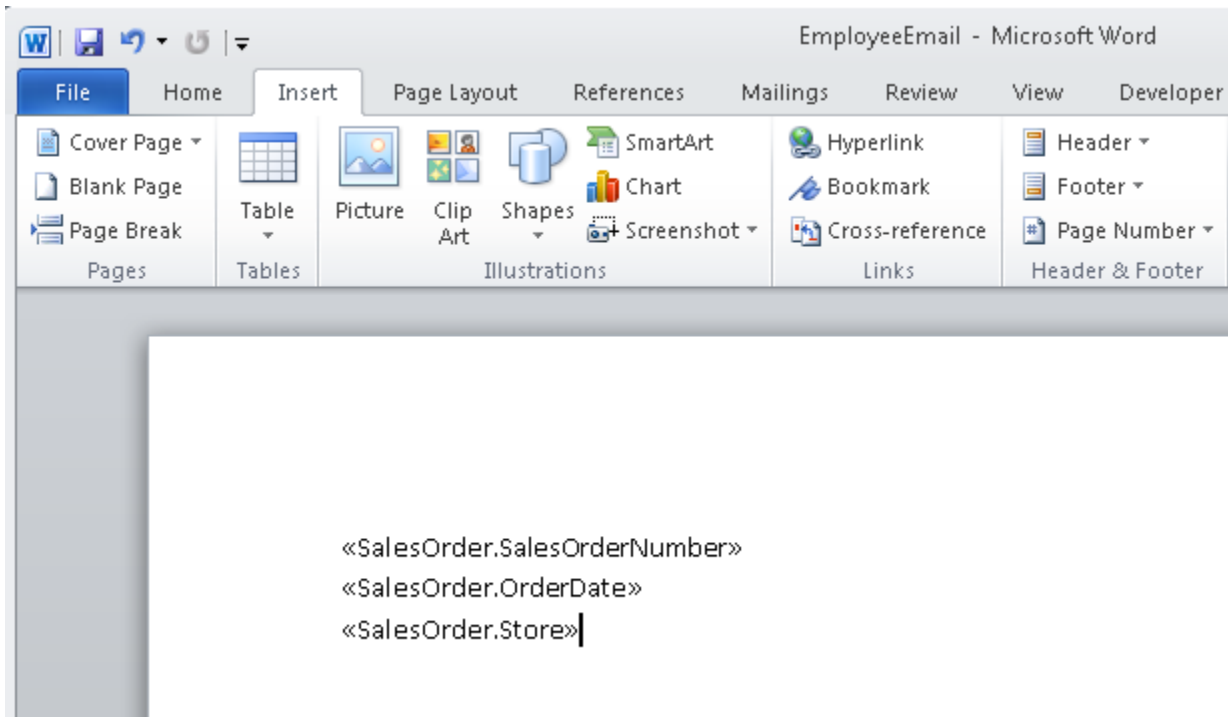 EmployeeEmail - Microsoft Word
File Home Insert Page Layout References Mailings Review View Developer
Cover Page
Blank Page
Page Break
Pages
Table
Tables
Picture
Clip Art
Shapes
SmartArt
Chart
Screenshot
Illustrations
Hyperlink
Bookmark
Cross-reference
Links
Header
Footer
Page Number
Header & Footer
«SalesOrder.SalesOrderNumber»
«SalesOrder.OrderDate»
«SalesOrder.Store»